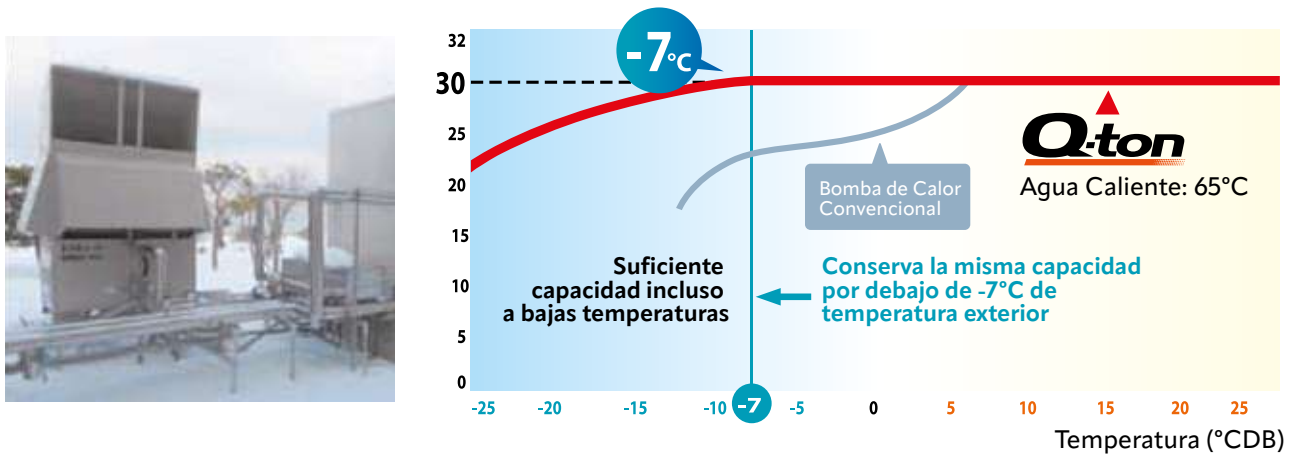 32
30
25
20
15
10
5
0
-7°C
Q-ton
Agua Caliente: 65°C
Bomba de Calor
Convencional
Suficiente
capacidad incluso
a bajas temperaturas
Conserva la misma capacidad
por debajo de -7°C de
temperatura exterior
-25 -20 -15 -10 -7 -5 0 5 10 15 20 25
Temperatura (°CDB)